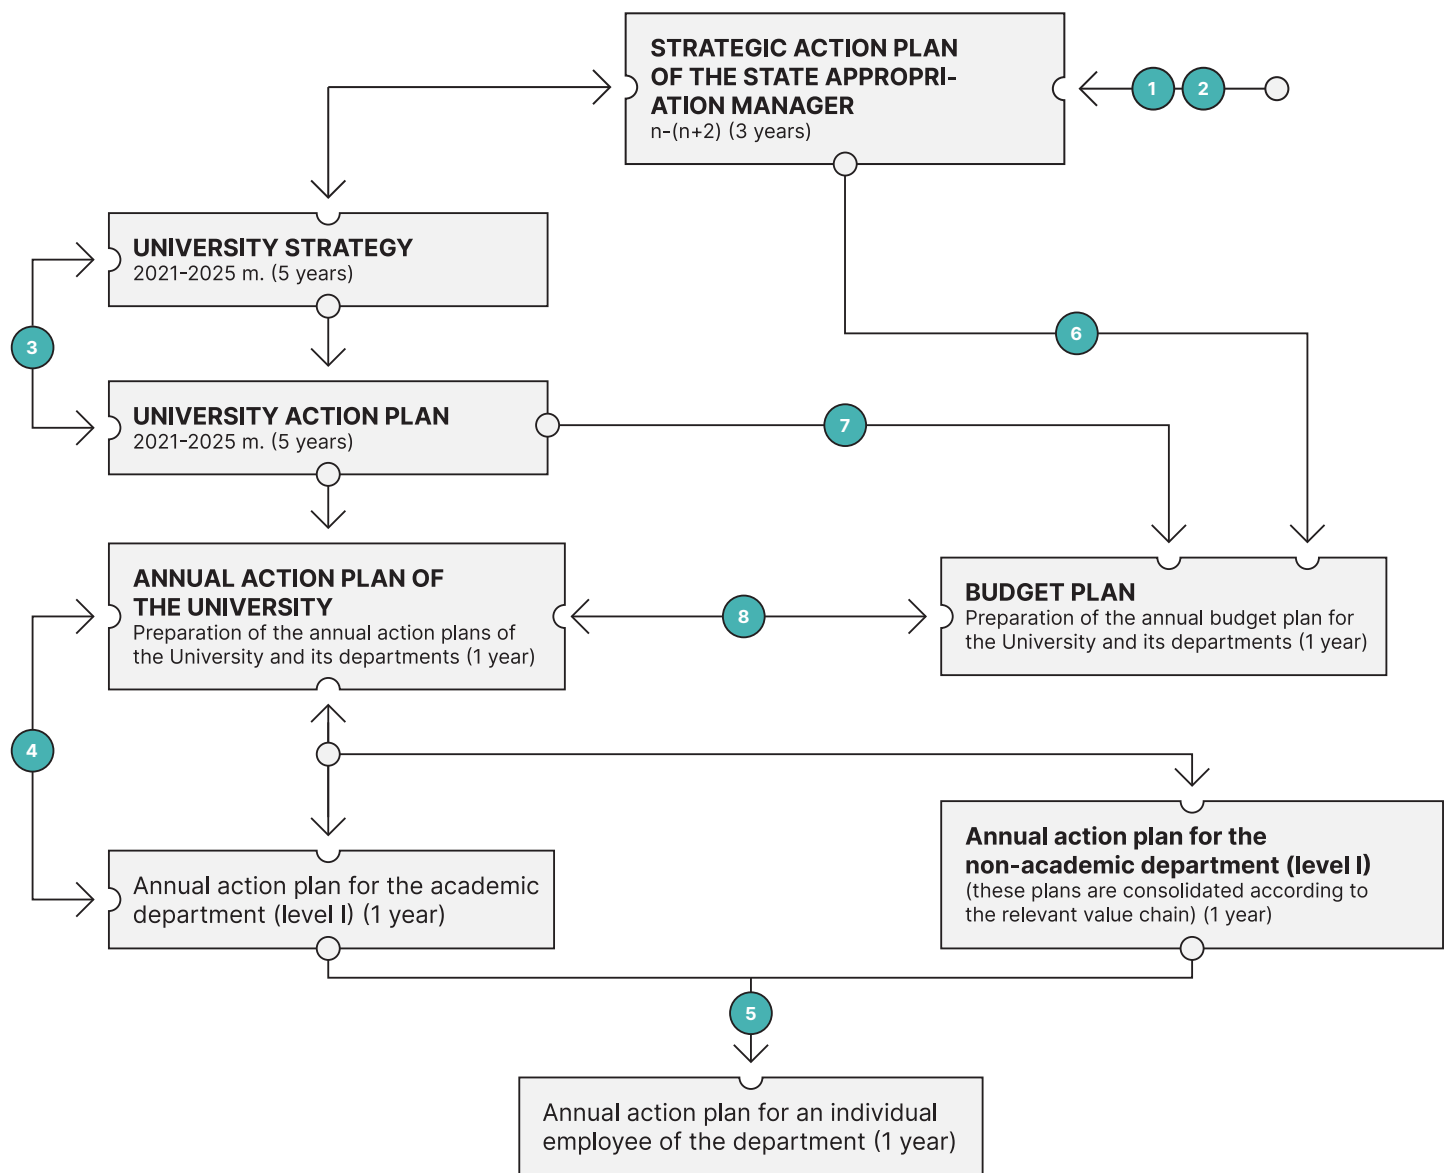 STRATEGIC ACTION PLAN
OF THE STATE APPROPRI-
ATION MANAGER
n-(n+2) (3 years)
1
2
UNIVERSITY STRATEGY
2021-2025 m. (5 years)
3
6
UNIVERSITY ACTION PLAN
2021-2025 m. (5 years)
7
ANNUAL ACTION PLAN OF
THE UNIVERSITY
Preparation of the annual action plans of
the University and its departments (1 year)
8
BUDGET PLAN
Preparation of the annual budget plan for
the University and its departments (1 year)
4
Annual action plan for the academic
department (level I) (1 year)
Annual action plan for the
non-academic department (level I)
(these plans are consolidated according to
the relevant value chain) (1 year)
5
Annual action plan for an individual
employee of the department (1 year)